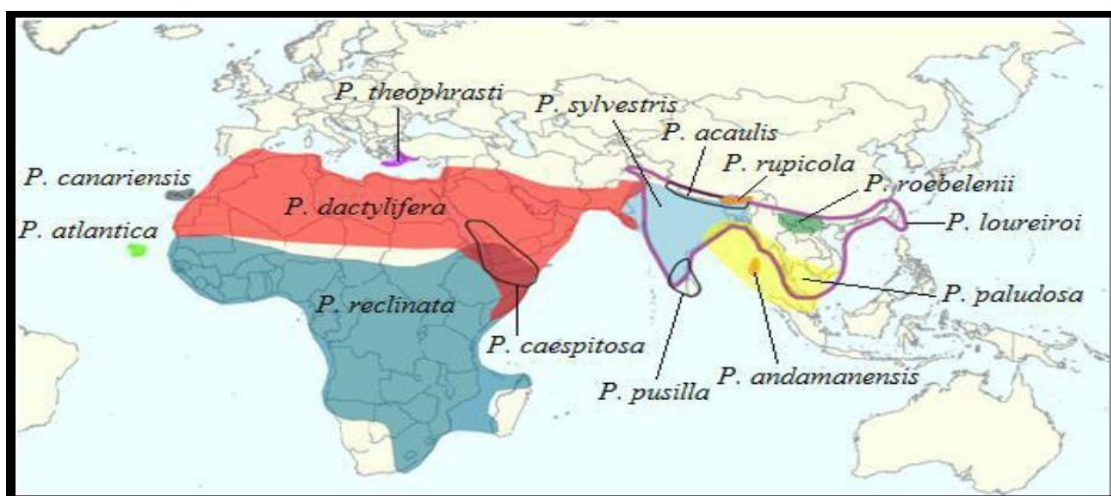 P. theophrasti
P. sylvestris
P. acaulis
P. rupicola
P. canariensis
P. roebelenii
P. dactylifera
P. atlantica
P. loureiroi
P. reclinata
P. paludosa
P. caespitosa
P. andamanensis
P. pusilla